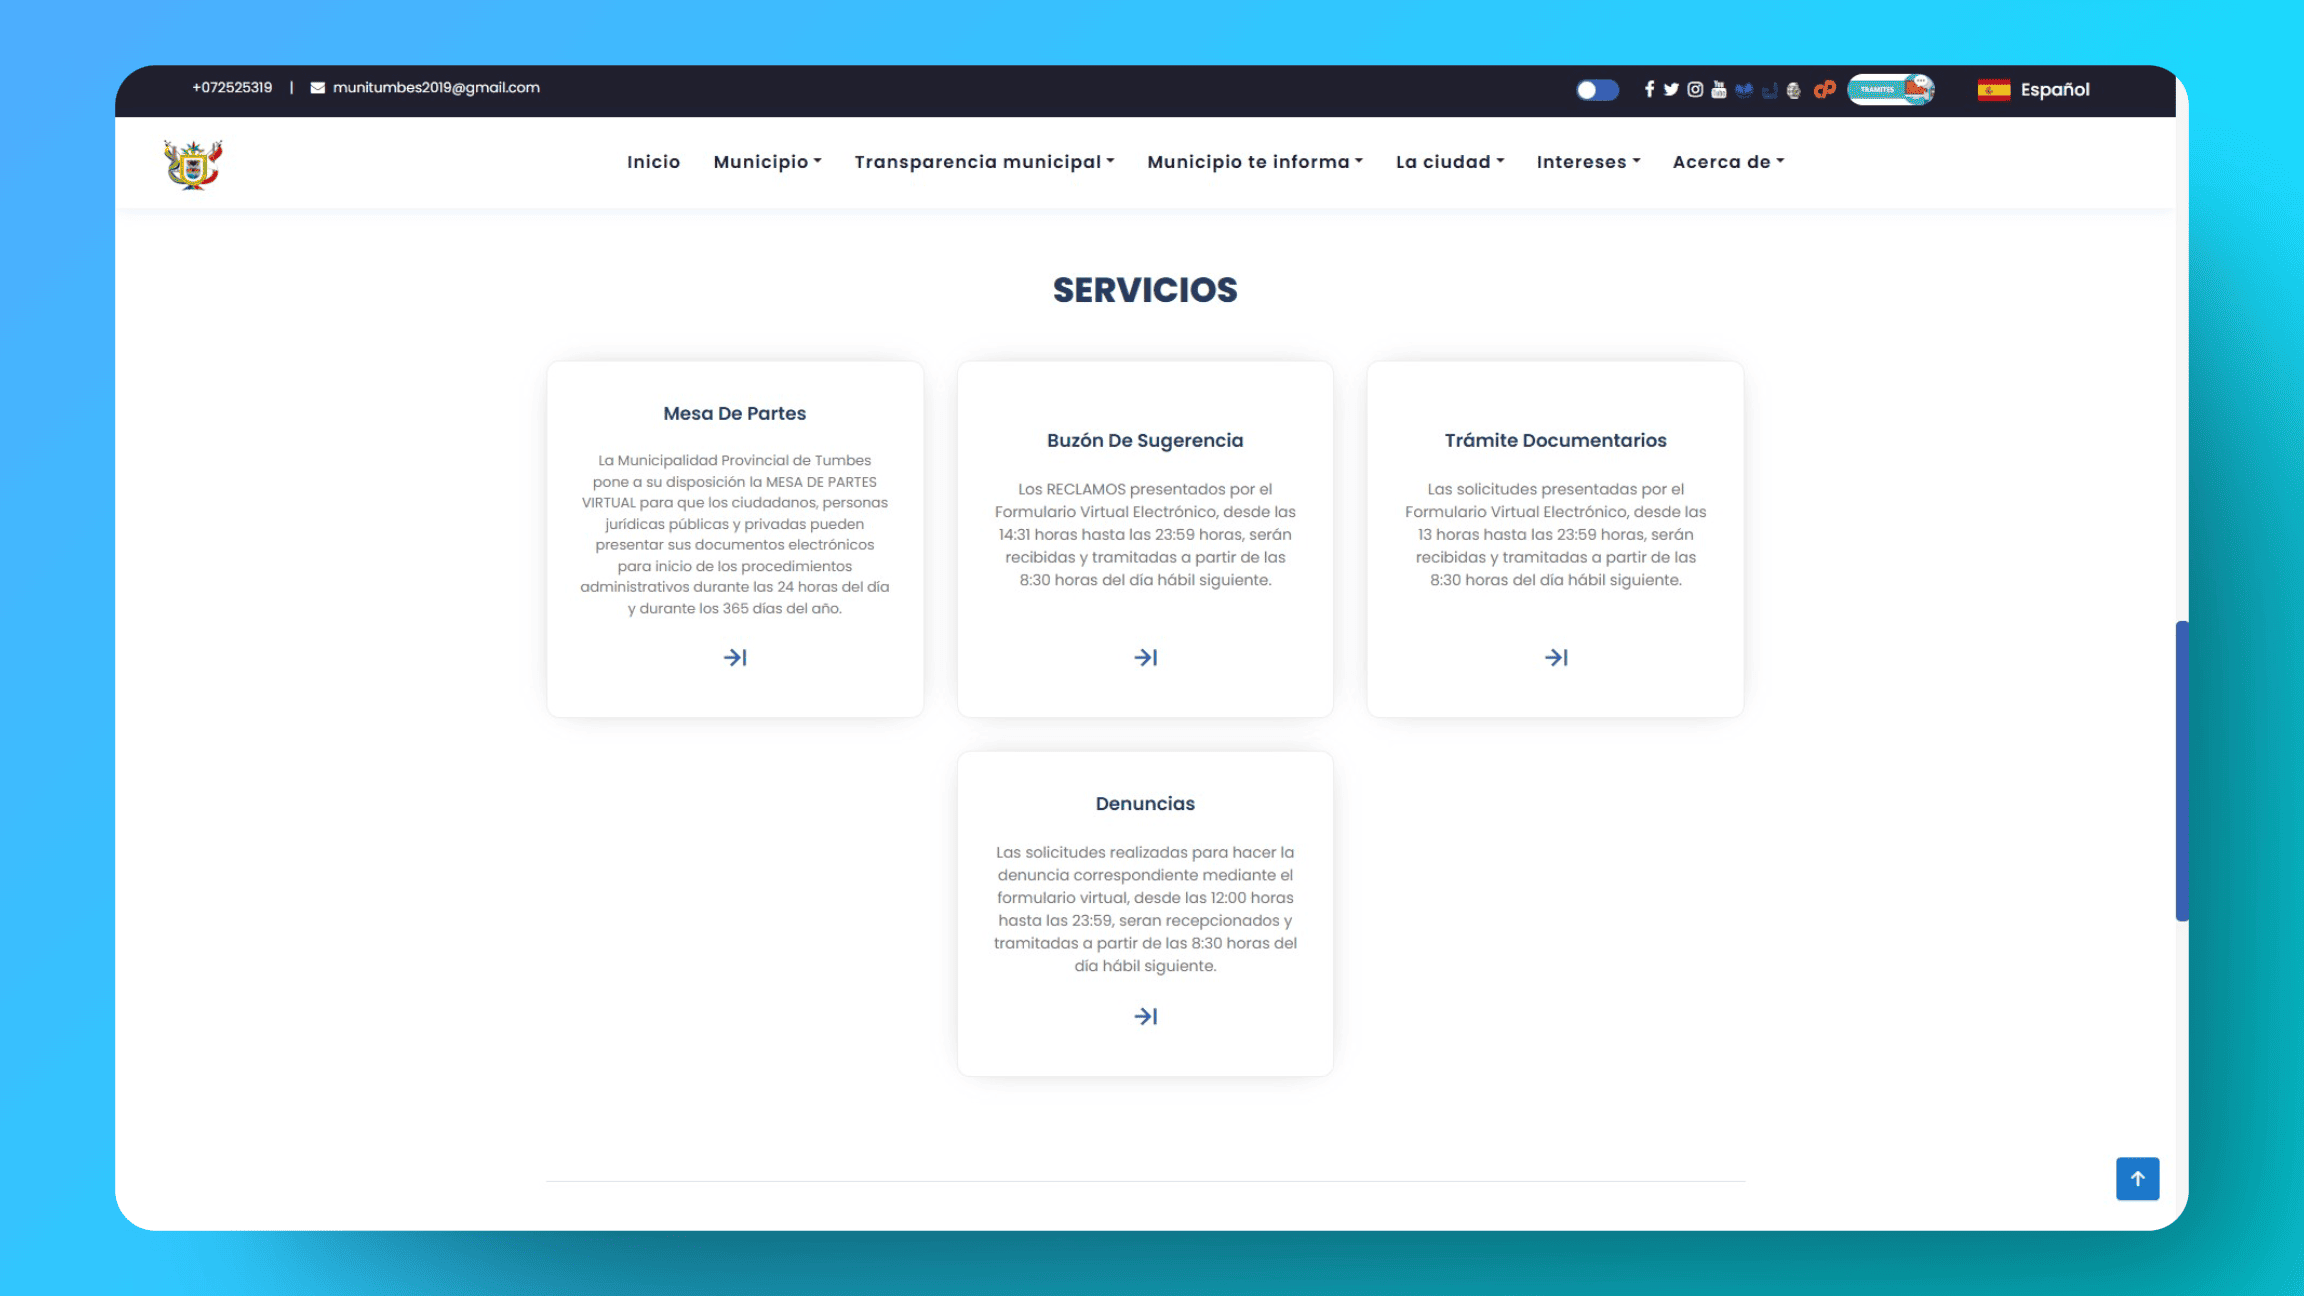 +072525319 | munitumbes2019@gmail.com
TRAMITES
Español
Inicio Municipio Transparencia municipal Municipio te informa La ciudad Intereses Acerca de
SERVICIOS
Mesa De Partes
La Municipalidad Provincial de Tumbes
pone a su disposición la MESA DE PARTES
VIRTUAL para que los ciudadanos, personas
jurídicas públicas y privadas pueden
presentar sus documentos electrónicos
para inicio de los procedimientos
administrativos durante las 24 horas del día
y durante los 365 días del año.
Buzón De Sugerencia
Los RECLAMOS presentados por el
Formulario Virtual Electrónico, desde las
14:31 horas hasta las 23:59 horas, serán
recibidas y tramitadas a partir de las
8:30 horas del día hábil siguiente.
Trámite Documentarios
Las solicitudes presentadas por el
Formulario Virtual Electrónico, desde las
13 horas hasta las 23:59 horas, serán
recibidas y tramitadas a partir de las
8:30 horas del día hábil siguiente.
Denuncias
Las solicitudes realizadas para hacer la
denuncia correspondiente mediante el
formulario virtual, desde las 12:00 horas
hasta las 23:59, seran recepcionados y
tramitadas a partir de las 8:30 horas del
día hábil siguiente.